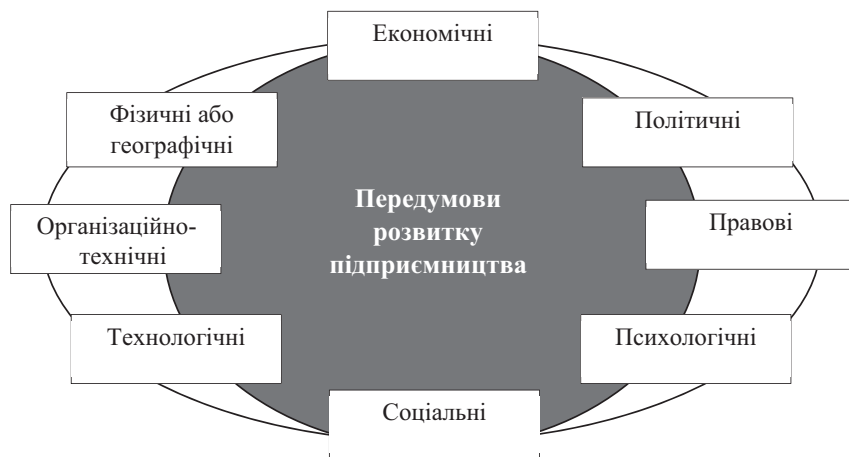 Економічні
Фізичні або
географічні
Політичні
Передумови
розвитку
підприємництва
Організаційно-
технічні
Правові
Технологічні
Психологічні
Соціальні